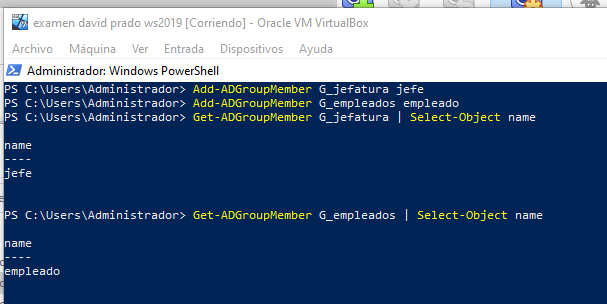 examen david prado ws2019 [Corriendo] - Oracle VM VirtualBox
Archivo Máquina Ver Entrada Dispositivos Ayuda
Administrador: Windows PowerShell
PS C:\Users\Administrador> Add-ADGroupMember G_jefatura jefe
PS C:\Users\Administrador> Add-ADGroupMember G_empleados empleado
PS C:\Users\Administrador> Get-ADGroupMember G_jefatura | Select-Object name
name
----
jefe
PS C:\Users\Administrador> Get-ADGroupMember G_empleados | Select-Object name
name
----
empleado